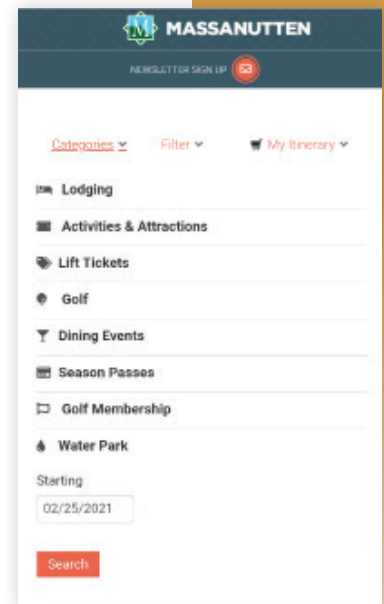 MASSANUTTEN
NEWSLETTER SIGN UP
Categories Filter My Itinerary
Lodging
Activities & Attractions
Lift Tickets
Golf
Dining Events
Season Passes
Golf Membership
Water Park
Starting
02/25/2021
Search